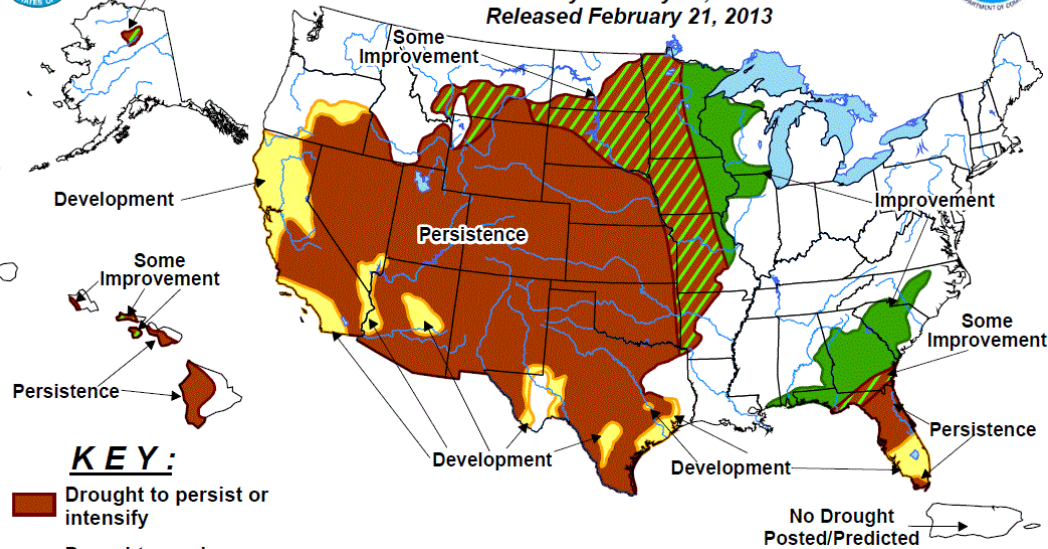 Released February 21, 2013
Some
Improvement
Development
Improvement
Persistence
Some
Improvement
Some
Improvement
Persistence
Persistence
Development
Development
KEY:
Drought to persist or
intensify
No Drought
Posted/Predicted